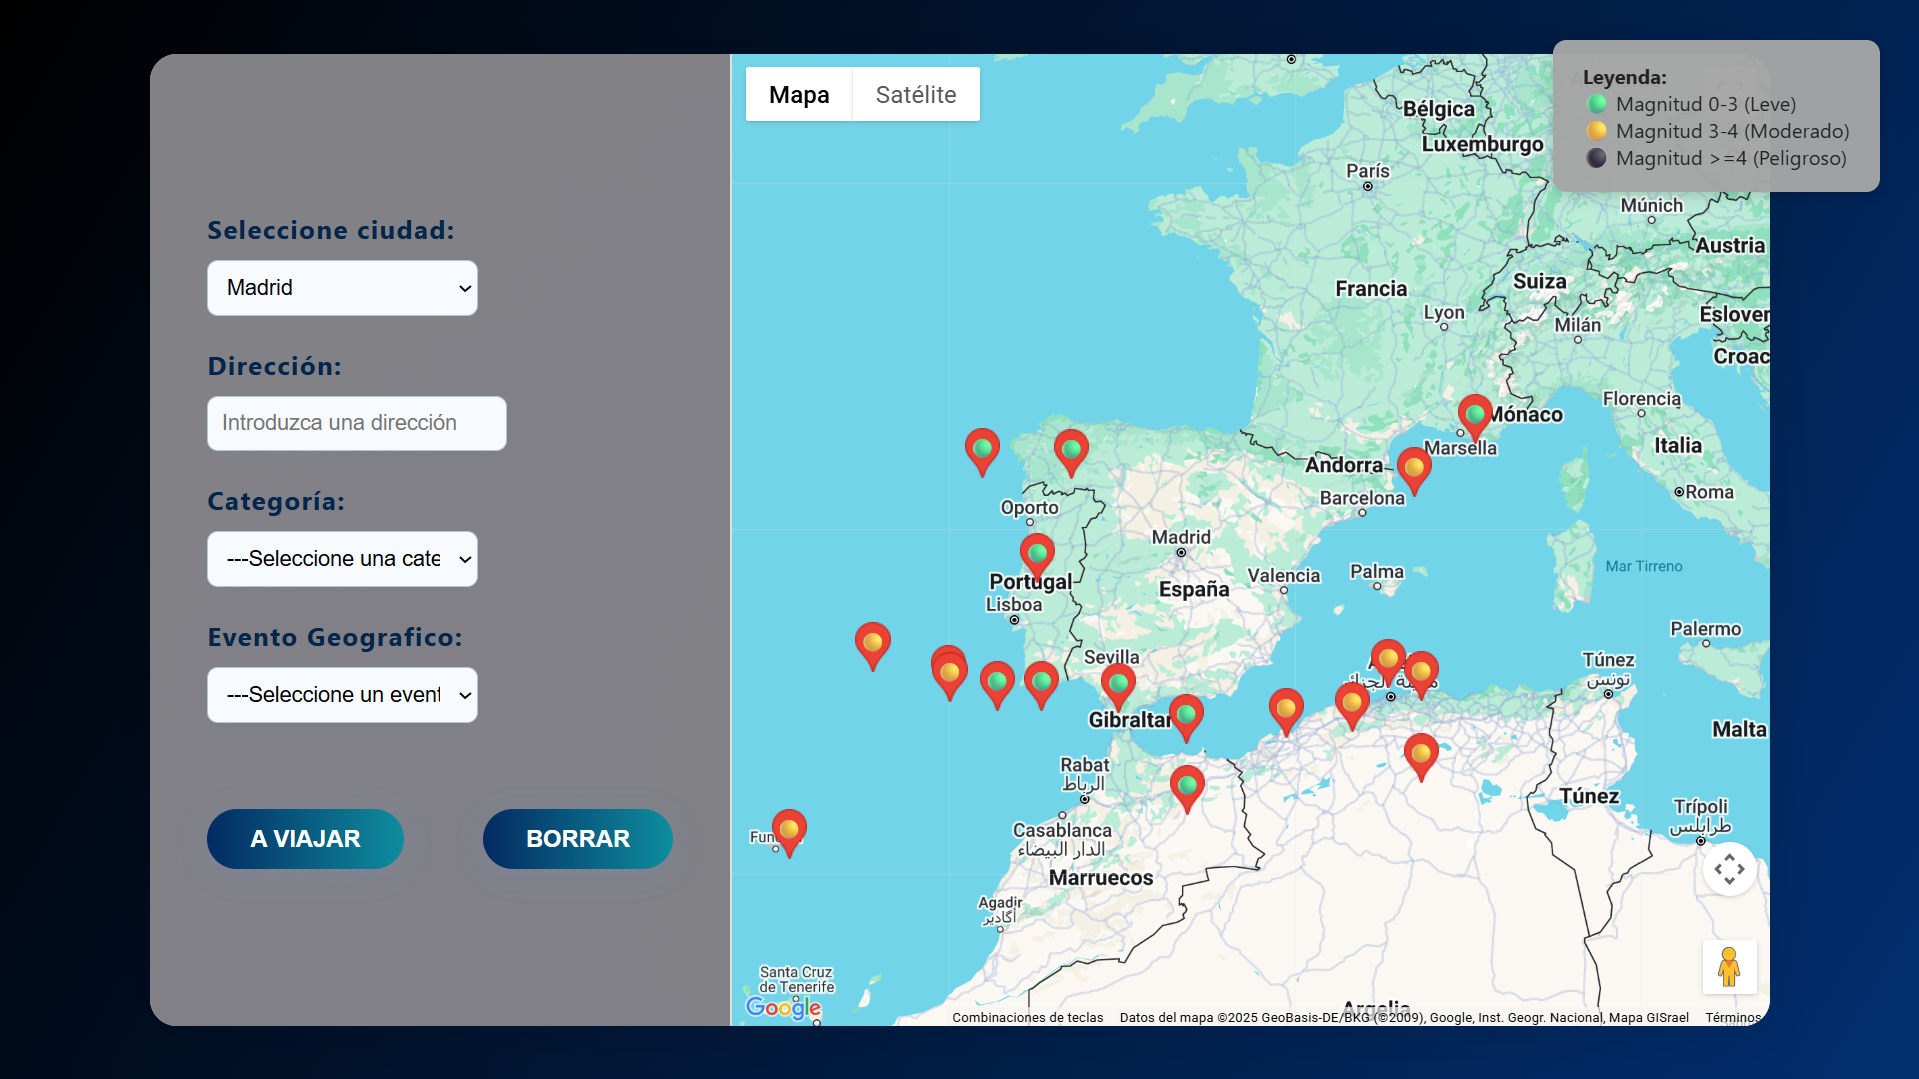 Seleccione ciudad:
Madrid
Dirección:
Introduzca una dirección
Categoría:
---Seleccione una cate
Evento Geografico:
---Seleccione un event
A VIAJAR
BORRAR
Mapa
Satélite
Leyenda:
Magnitud 0-3 (Leve)
Magnitud 3-4 (Moderado)
Magnitud >=4 (Peligroso)
Bélgica
Luxemburgo
París
Múnich
Austria
Suiza
Francia
Lyon
Milán
Esloven
Croac
Florencia
Mónaco
Marsella
Italia
Andorra
Barcelona
Roma
Oporto
Madrid
Mar Tirreno
Palma
Valencia
España
Portugal
Lisboa
Palermo
Sevilla
Túnez
تونس
Gibraltar
Malta
Rabat
الرباط
Túnez
Trípoli
طرابلس
Casablanca
الدار البيضاء
Marruecos
Agadir
أڭادير
Santa Cruz
de Tenerife
Argelia
Google
Combinaciones de teclas
Datos del mapa ©2025 GeoBasis-DE/BKG (©2009), Google, Inst. Geogr. Nacional, Mapa GISrael
Términos